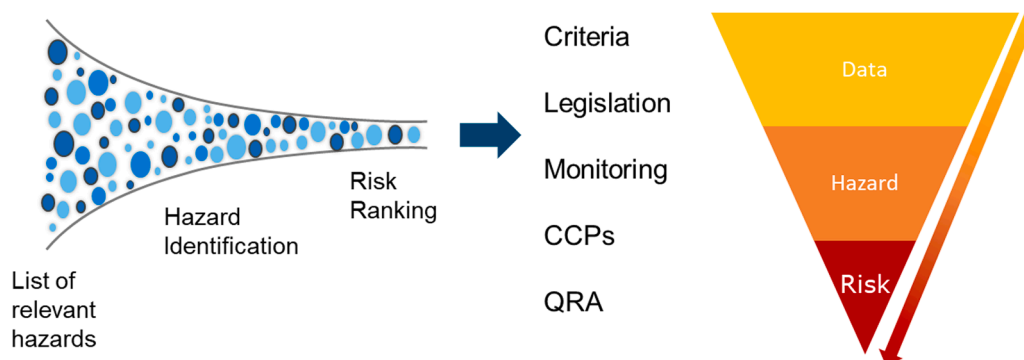 List of
relevant
hazards
Hazard
Identification
Risk
Ranking
Criteria
Legislation
Monitoring
CCPs
QRA
Data
Hazard
Risk